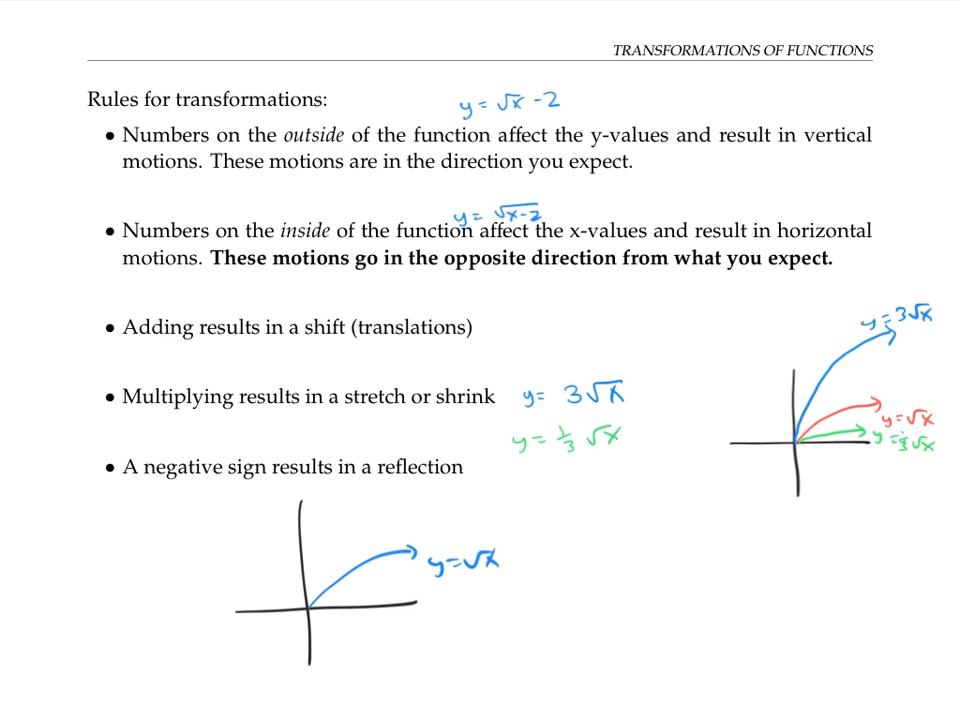 TRANSFORMATIONS OF FUNCTIONS
Rules for transformations:
y = √x - 2
• Numbers on the outside of the function affect the y-values and result in vertical
motions. These motions are in the direction you expect.
y = √(x-2)
• Numbers on the inside of the function affect the x-values and result in horizontal
motions. These motions go in the opposite direction from what you expect.
y = 3√x
• Adding results in a shift (translations)
• Multiplying results in a stretch or shrink
y = 3√x
y = √x
y = 1/3 √x
y = 1/3 √x
• A negative sign results in a reflection
y = √x